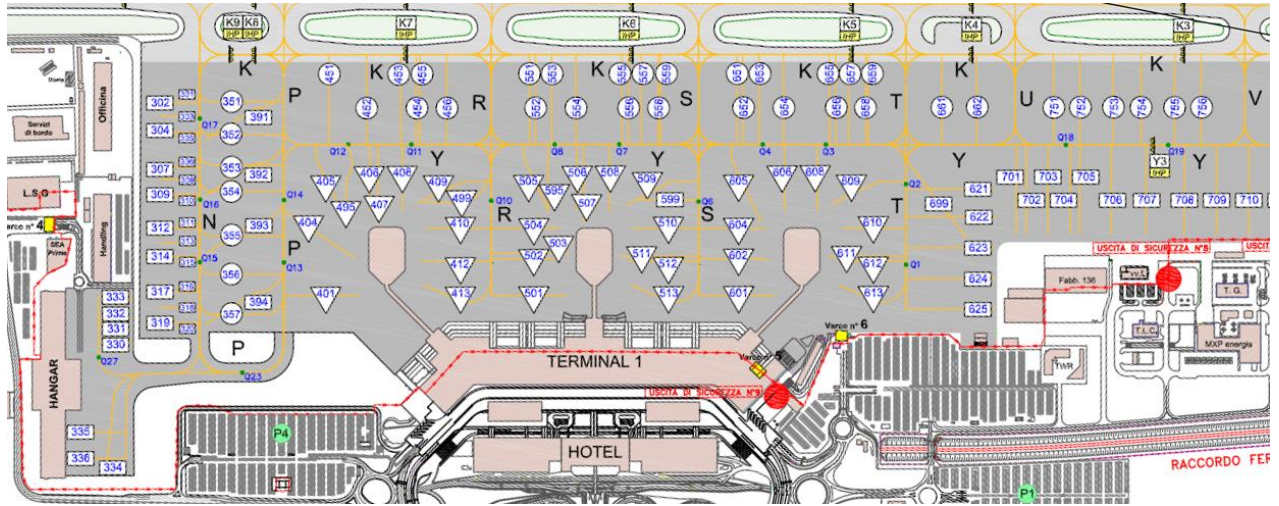 K9 K8 K7 K6 K5 K4 K3
IHP IHP IHP IHP IHP IHP IHP
K K K K K K
451 453 455 551 553 555 557 559 651 653 655 657 659
452 454 456 552 554 556 558 652 654 656 658 661 662 751 752 753 754 755 756
P R S T U V
302 351 391
304 352
307 353 392
309 354
312 355 393
314 356
317 394
319 357
311 316 318
Officina
Servizi
di bordo
L.S.G
Varco n° 4
SEA
Prime
Handling
N P P
Q17 Q16 Q15 Q14 Q13 Q12 Q11 Q10 Q8 Q7 Q6 Q4 Q3 Q2 Q1 Q18 Q19
Y Y Y Y
Y3
IHP
R S T
405 406 408 409 499 505 595 506 508 509 599 605 606 608 609
404 495 407 410 504 507 510 604 610
503 502 511 512 602 611 612
412
401 413 501 513 601 613
621
699 622
623
624
625
701 703 705
702 704 706 707 708 709 710
USCITA DI SICUREZZA N°8
Fabb. 136
T. G.
T.L.C.
MXP energia
TWR
333
332
331
330
Q27
P
Q23
HANGAR
335
336 334
P4
TERMINAL 1
Varco n° 6
Varco n° 5
USCITA DI SICUREZZA N°9
HOTEL
RACCORDO FER
P1